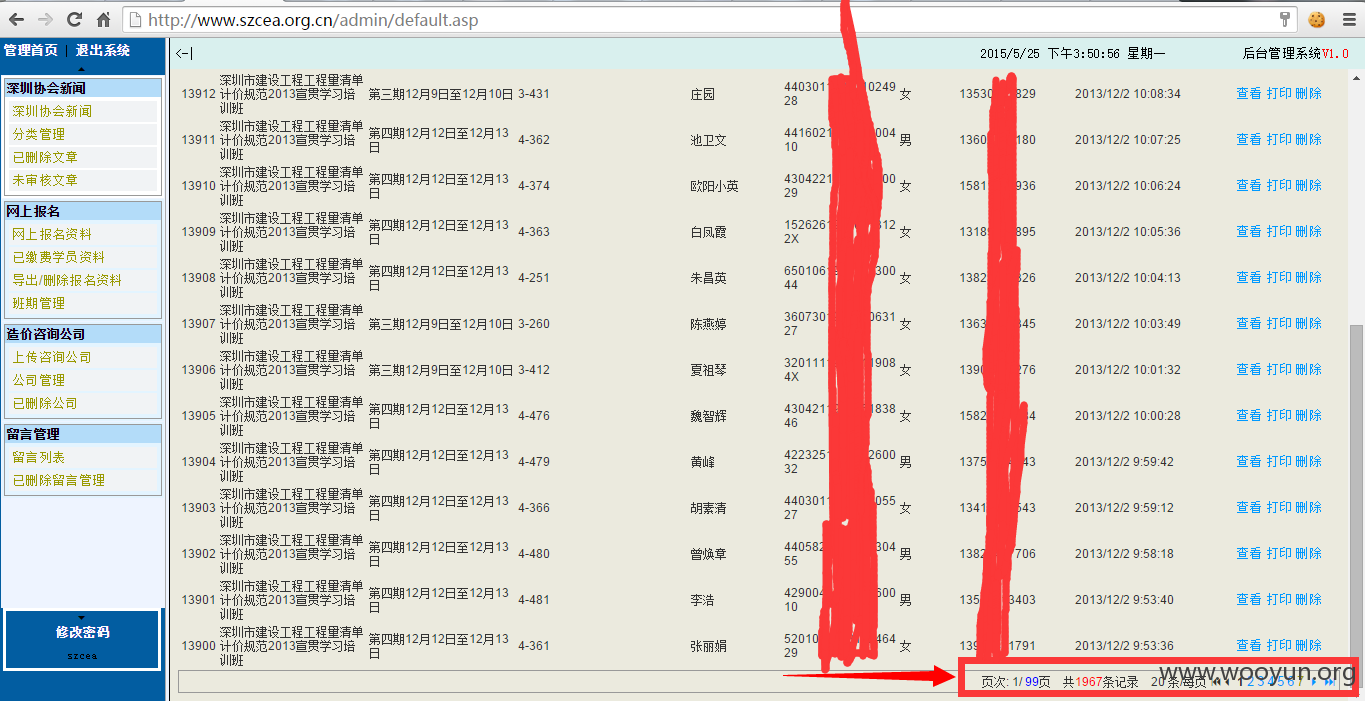 http://www.szcea.org.cn/admin/default.asp
管理首页 | 退出系统
深圳协会新闻
深圳协会新闻
分类管理
已删除文章
未审核文章
网上报名
网上报名资料
已缴费学员资料
导出/删除报名资料
班期管理
造价咨询公司
上传咨询公司
公司管理
已删除公司
留言管理
留言列表
已删除留言管理
修改密码
szcea
<-| 2015/5/25 下午3:50:56 星期一 后台管理系统V1.0
深圳市建设工程工程量清单
13912 计价规范2013宣贯学习培 第三期12月9日至12月10日 3-431 庄园 440301 0249 女 1353 829 2013/12/2 10:08:34 查看 打印 删除
训班 28
深圳市建设工程工程量清单
13911 计价规范2013宣贯学习培 第四期12月12日至12月13 4-362 池卫文 441602 004 男 1360 180 2013/12/2 10:07:25 查看 打印 删除
训班 日 10
深圳市建设工程工程量清单
13910 计价规范2013宣贯学习培 第四期12月12日至12月13 4-374 欧阳小英 430422 00 女 1581 936 2013/12/2 10:06:24 查看 打印 删除
训班 日 29
深圳市建设工程工程量清单
13909 计价规范2013宣贯学习培 第四期12月12日至12月13 4-363 白凤霞 152626 12 女 1318 895 2013/12/2 10:05:36 查看 打印 删除
训班 日 2X
深圳市建设工程工程量清单
13908 计价规范2013宣贯学习培 第四期12月12日至12月13 4-251 朱昌英 650106 300 女 1382 326 2013/12/2 10:04:13 查看 打印 删除
训班 日 44
深圳市建设工程工程量清单
13907 计价规范2013宣贯学习培 第三期12月9日至12月10日 3-260 陈燕婷 360730 0631 女 1363 345 2013/12/2 10:03:49 查看 打印 删除
训班 27
深圳市建设工程工程量清单
13906 计价规范2013宣贯学习培 第三期12月9日至12月10日 3-412 夏祖琴 320111 1908 女 139 276 2013/12/2 10:01:32 查看 打印 删除
训班 4X
深圳市建设工程工程量清单
13905 计价规范2013宣贯学习培 第四期12月12日至12月13 4-476 魏智辉 430421 1838 女 1582 4 2013/12/2 10:00:28 查看 打印 删除
训班 日 46
深圳市建设工程工程量清单
13904 计价规范2013宣贯学习培 第四期12月12日至12月13 4-479 黄峰 422325 2600 男 1375 43 2013/12/2 9:59:42 查看 打印 删除
训班 日 32
深圳市建设工程工程量清单
13903 计价规范2013宣贯学习培 第四期12月12日至12月13 4-366 胡素清 440301 055 女 1341 543 2013/12/2 9:59:12 查看 打印 删除
训班 日 27
深圳市建设工程工程量清单
13902 计价规范2013宣贯学习培 第四期12月12日至12月13 4-480 曾焕章 44058 304 男 1382 706 2013/12/2 9:58:18 查看 打印 删除
训班 日 55
深圳市建设工程工程量清单
13901 计价规范2013宣贯学习培 第四期12月12日至12月13 4-481 李浩 42900 600 男 135 3403 2013/12/2 9:53:40 查看 打印 删除
训班 日 10
深圳市建设工程工程量清单
13900 计价规范2013宣贯学习培 第四期12月12日至12月13 4-361 张丽娟 5201 464 女 139 1791 2013/12/2 9:53:36 查看 打印 删除
训班 日 29
页次: 1/99页 共1967条记录 20条/每页 1 2 3 4 5 6 7
www.wooyun.org